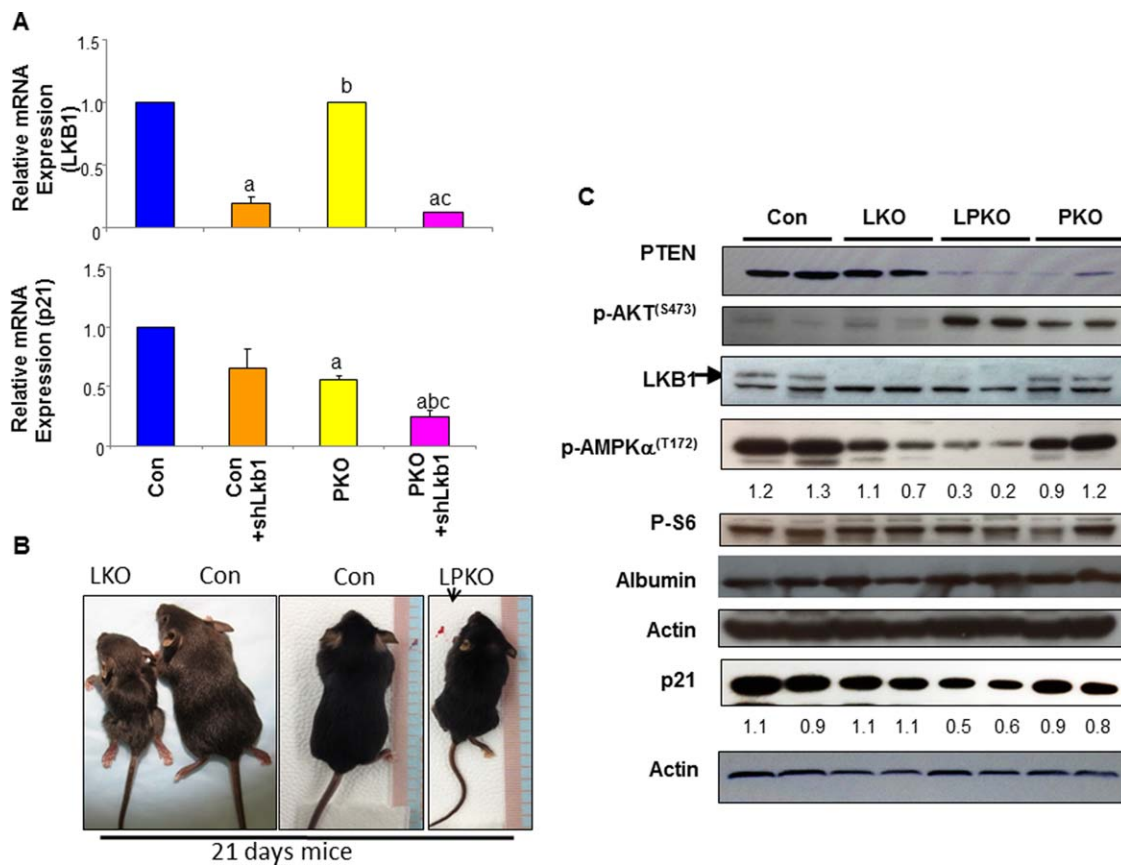 A
Relative mRNA
Expression
(LKB1)
1.5
1.0
0.5
0
a
b
ac
Relative mRNA
Expression (p21)
1.5
1.0
0.5
0
a
abc
Con
Con
+shLkb1
PKO
PKO
+shLkb1
B
LKO Con Con LPKO
21 days mice
C
Con LKO LPKO PKO
PTEN
p-AKT(S473)
LKB1
p-AMPKα(T172)
1.2 1.3 1.1 0.7 0.3 0.2 0.9 1.2
P-S6
Albumin
Actin
p21
1.1 0.9 1.1 1.1 0.5 0.6 0.9 0.8
Actin